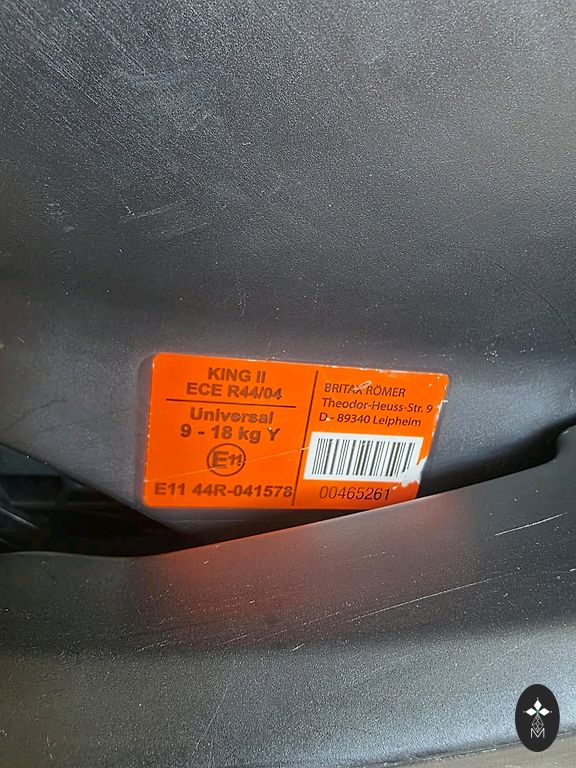 KING II
ECE R44/04
Universal
9 - 18 kg Y
E11
E11 44R-041578
BRITAX RÖMER
Theodor-Heuss-Str. 9
D - 89340 Leipheim
00465261
M